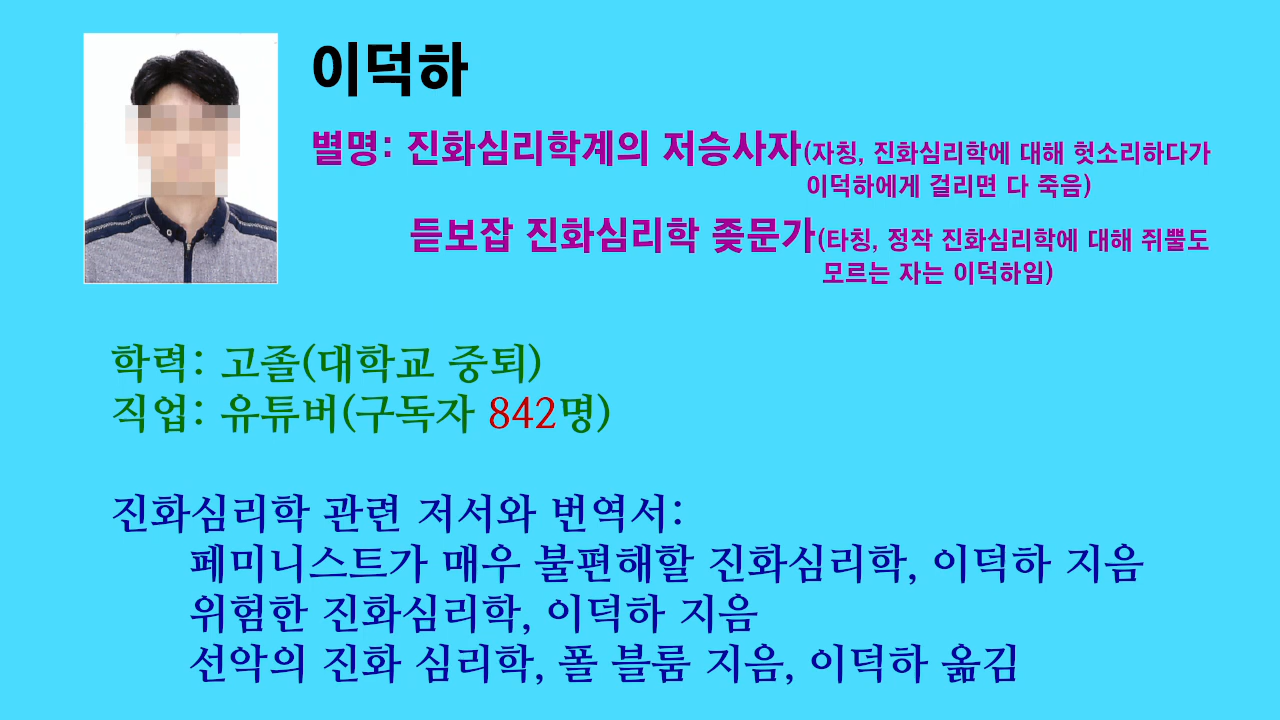 이덕하
별명: 진화심리학계의 저승사자(자칭, 진화심리학에 대해 헛소리하다가
이덕하에게 걸리면 다 죽음)
듣보잡 진화심리학 좆문가(타칭, 정작 진화심리학에 대해 쥐뿔도
모르는 자는 이덕하임)
학력: 고졸(대학교 중퇴)
직업: 유튜버(구독자 842명)
진화심리학 관련 저서와 번역서:
페미니스트가 매우 불편해할 진화심리학, 이덕하 지음
위험한 진화심리학, 이덕하 지음
선악의 진화 심리학, 폴 블룸 지음, 이덕하 옮김